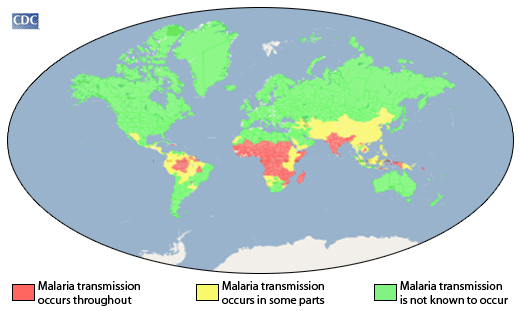 CDC
Malaria transmission
occurs throughout
Malaria transmission
occurs in some parts
Malaria transmission
is not known to occur